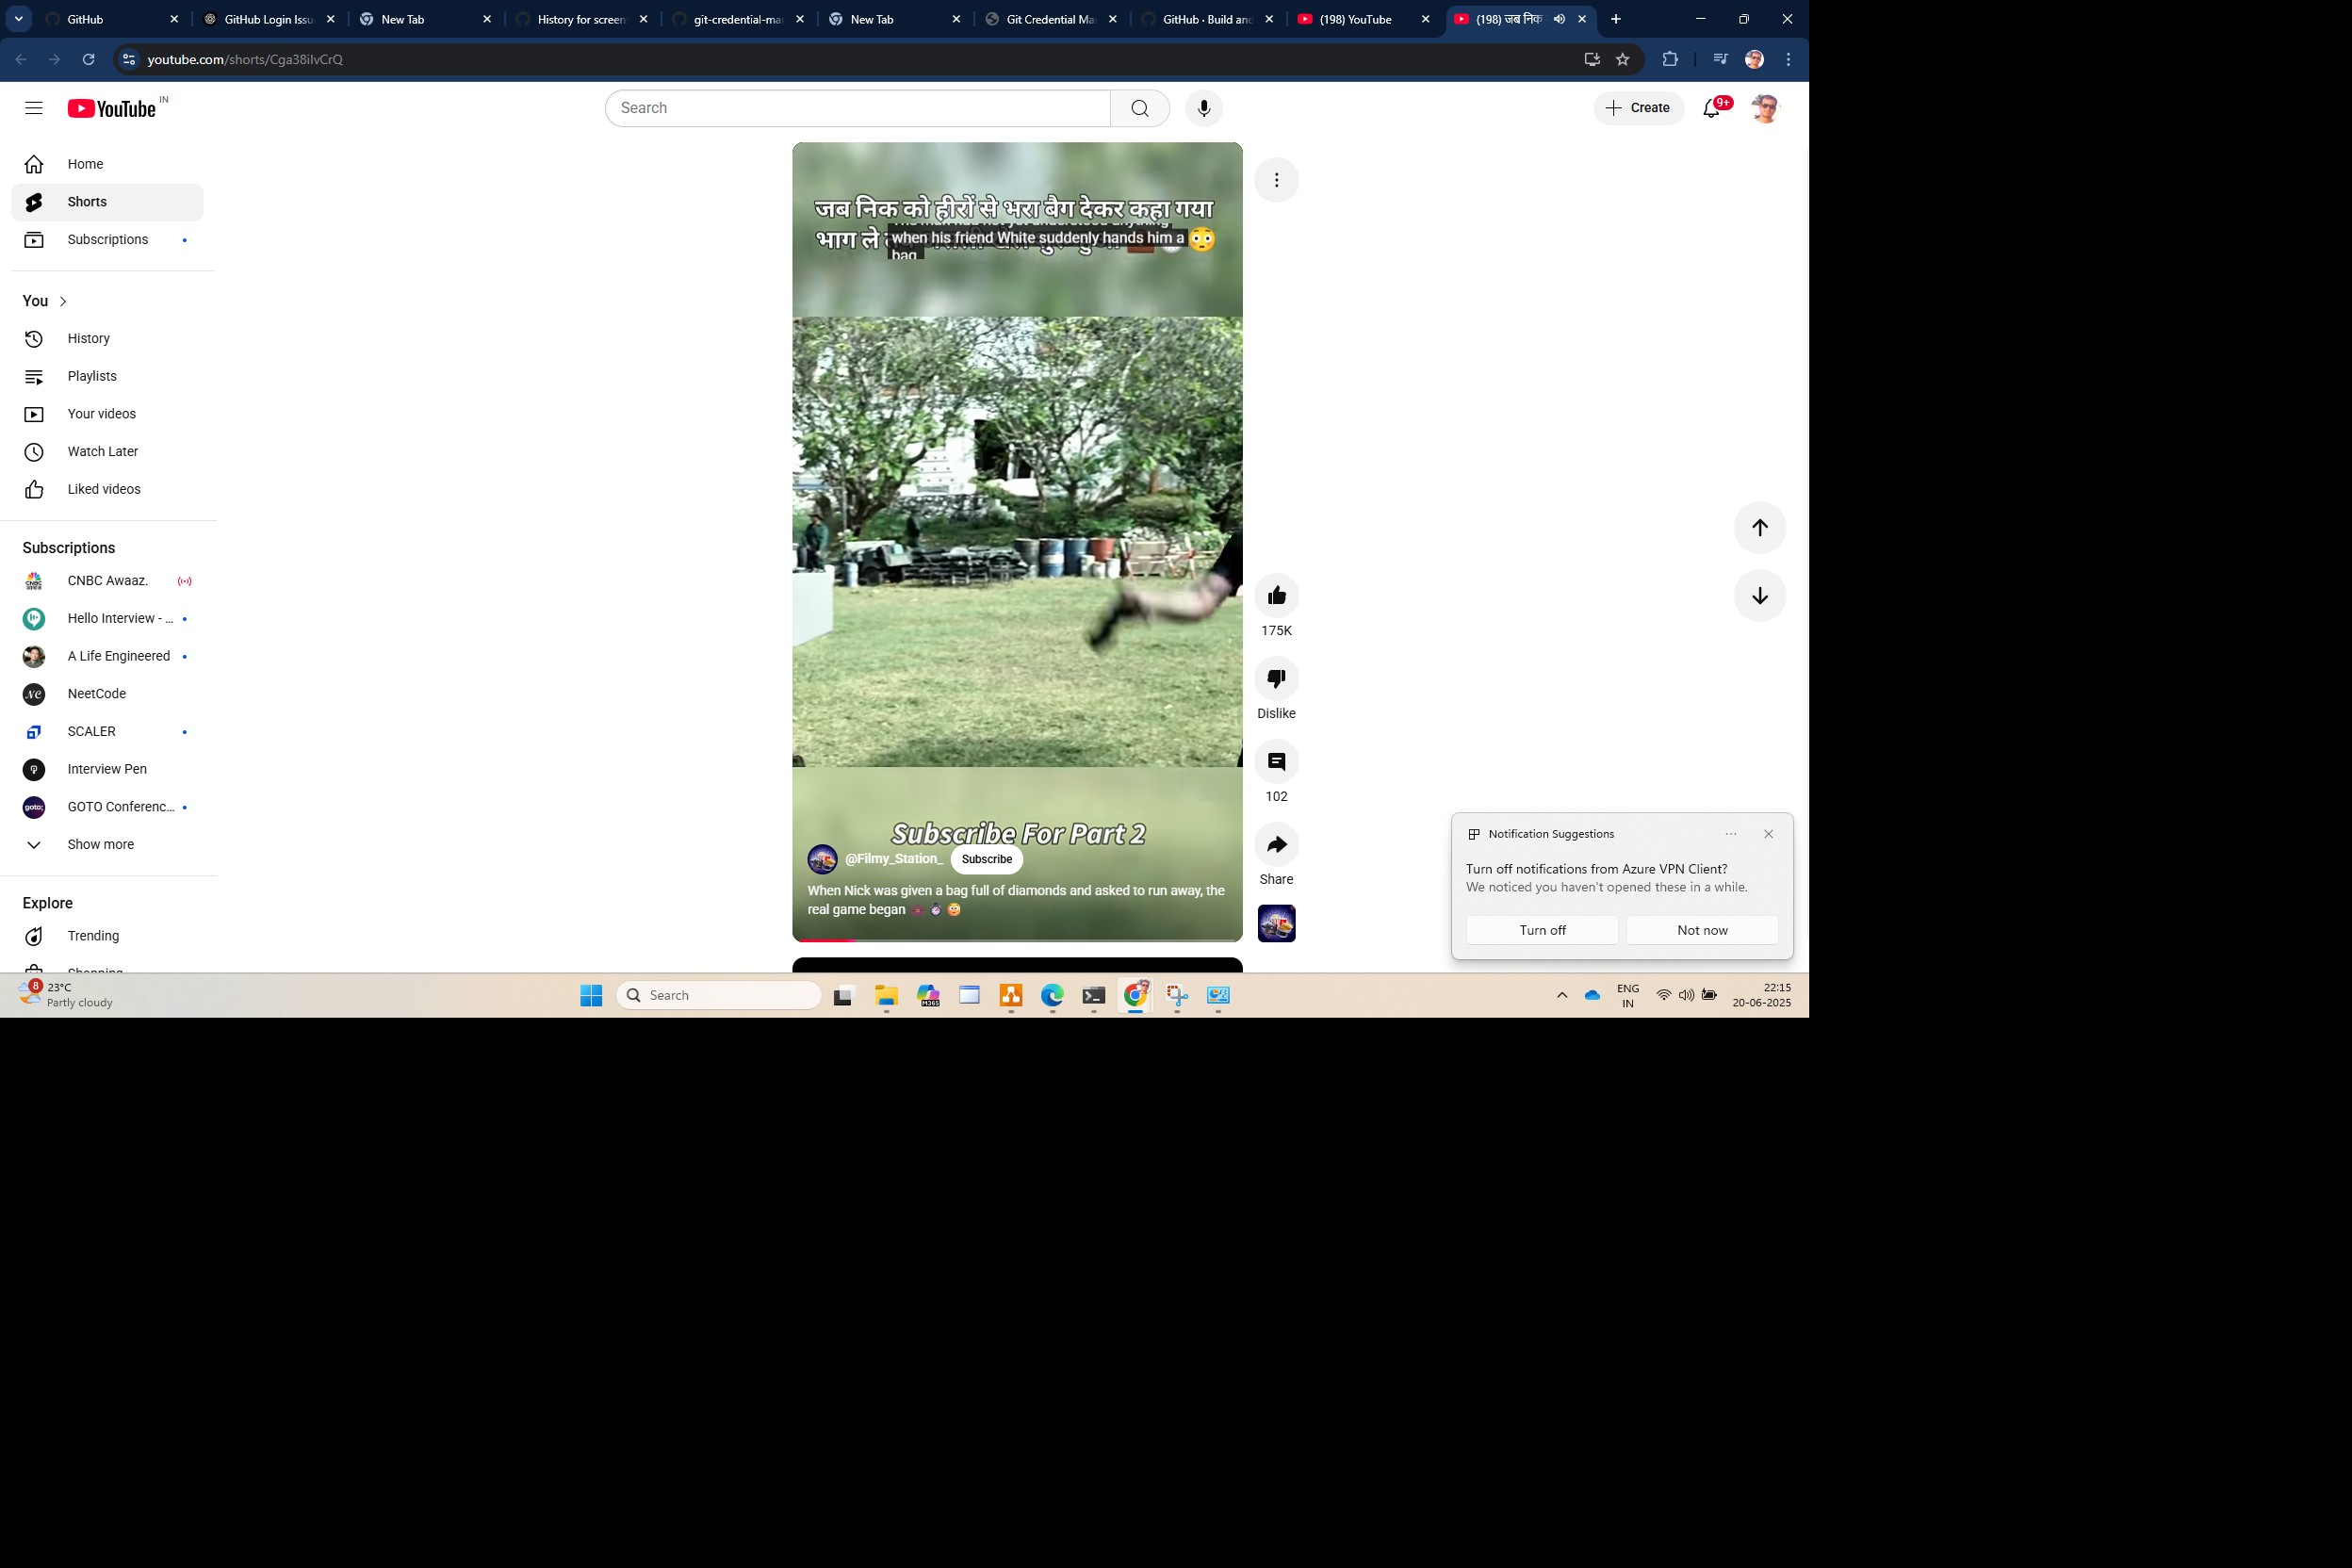 GitHub
GitHub Login Issu
New Tab
History for screen
git-credential-ma
New Tab
Git Credential Ma
GitHub · Build and
(198) YouTube
(198) जब निक
youtube.com/shorts/Cga38iIvCrQ
YouTube IN
Search
Create
9+
Home
Shorts
Subscriptions
You
History
Playlists
Your videos
Watch Later
Liked videos
Subscriptions
CNBC Awaaz.
Hello Interview - ...
A Life Engineered
NeetCode
SCALER
Interview Pen
GOTO Conferenc...
Show more
Explore
Trending
Shopping
जब निक को हीरों से भरा बैग देकर कहा गया
भाग ले
when his friend White suddenly hands him a
bag
Subscribe For Part 2
@Filmy_Station_
Subscribe
When Nick was given a bag full of diamonds and asked to run away, the
real game began
175K
Dislike
102
Share
Notification Suggestions
Turn off notifications from Azure VPN Client?
We noticed you haven't opened these in a while.
Turn off
Not now
8
23°C
Partly cloudy
Search
M365
ENG
IN
22:15
20-06-2025